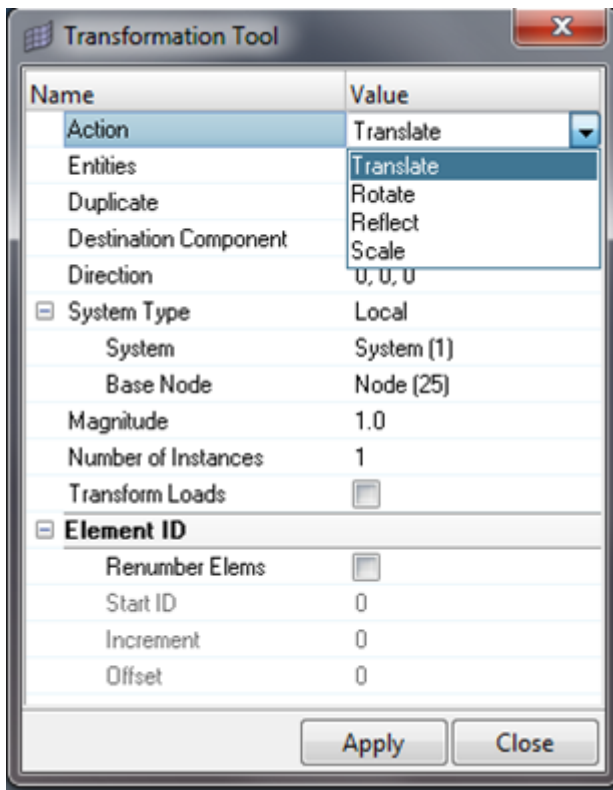 Transformation Tool
Name Value
Action Translate
Translate
Rotate
Reflect
Scale
Entities
Duplicate
Destination Component
Direction 0, 0, 0
System Type Local
System System (1)
Base Node Node (25)
Magnitude 1.0
Number of Instances 1
Transform Loads
Element ID
Renumber Elems
Start ID 0
Increment 0
Offset 0
Apply Close